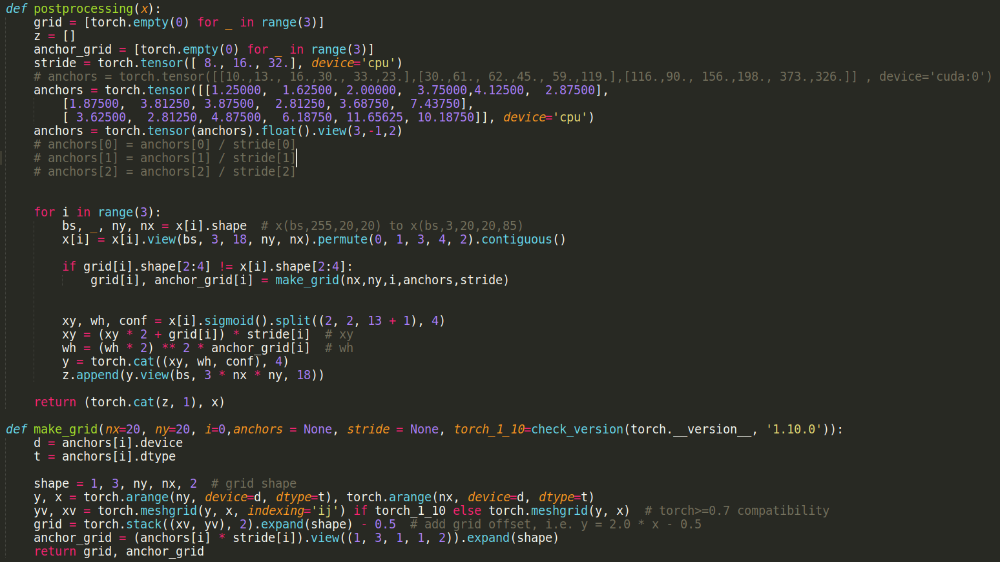 def postprocessing(x):
    grid = [torch.empty(0) for _ in range(3)]
    z = []
    anchor_grid = [torch.empty(0) for _ in range(3)]
    stride = torch.tensor([ 8., 16., 32.], device='cpu')
    # anchors = torch.tensor([[10.,13., 16.,30., 33.,23.],[30.,61., 62.,45., 59.,119.],[116.,90., 156.,198., 373.,326.]] , device='cuda:0')
    anchors = torch.tensor([[1.25000,  1.62500, 2.00000,  3.75000,4.12500,  2.87500],
        [1.87500,  3.81250, 3.87500,  2.81250, 3.68750,  7.43750],
        [ 3.62500,  2.81250, 4.87500,  6.18750, 11.65625, 10.18750]], device='cpu')
    anchors = torch.tensor(anchors).float().view(3,-1,2)
    # anchors[0] = anchors[0] / stride[0]
    # anchors[1] = anchors[1] / stride[1]
    # anchors[2] = anchors[2] / stride[2]
    for i in range(3):
        bs, _, ny, nx = x[i].shape  # x(bs,255,20,20) to x(bs,3,20,20,85)
        x[i] = x[i].view(bs, 3, 18, ny, nx).permute(0, 1, 3, 4, 2).contiguous()
        if grid[i].shape[2:4] != x[i].shape[2:4]:
            grid[i], anchor_grid[i] = make_grid(nx,ny,i,anchors,stride)
        xy, wh, conf = x[i].sigmoid().split((2, 2, 13 + 1), 4)
        xy = (xy * 2 + grid[i]) * stride[i]  # xy
        wh = (wh * 2) ** 2 * anchor_grid[i]  # wh
        y = torch.cat((xy, wh, conf), 4)
        z.append(y.view(bs, 3 * nx * ny, 18))
    return (torch.cat(z, 1), x)
def make_grid(nx=20, ny=20, i=0,anchors = None, stride = None, torch_1_10=check_version(torch.__version__, '1.10.0')):
    d = anchors[i].device
    t = anchors[i].dtype
    shape = 1, 3, ny, nx, 2  # grid shape
    y, x = torch.arange(ny, device=d, dtype=t), torch.arange(nx, device=d, dtype=t)
    yv, xv = torch.meshgrid(y, x, indexing='ij') if torch_1_10 else torch.meshgrid(y, x)  # torch>=0.7 compatibility
    grid = torch.stack((xv, yv), 2).expand(shape) - 0.5  # add grid offset, i.e. y = 2.0 * x - 0.5
    anchor_grid = (anchors[i] * stride[i]).view((1, 3, 1, 1, 2)).expand(shape)
    return grid, anchor_grid